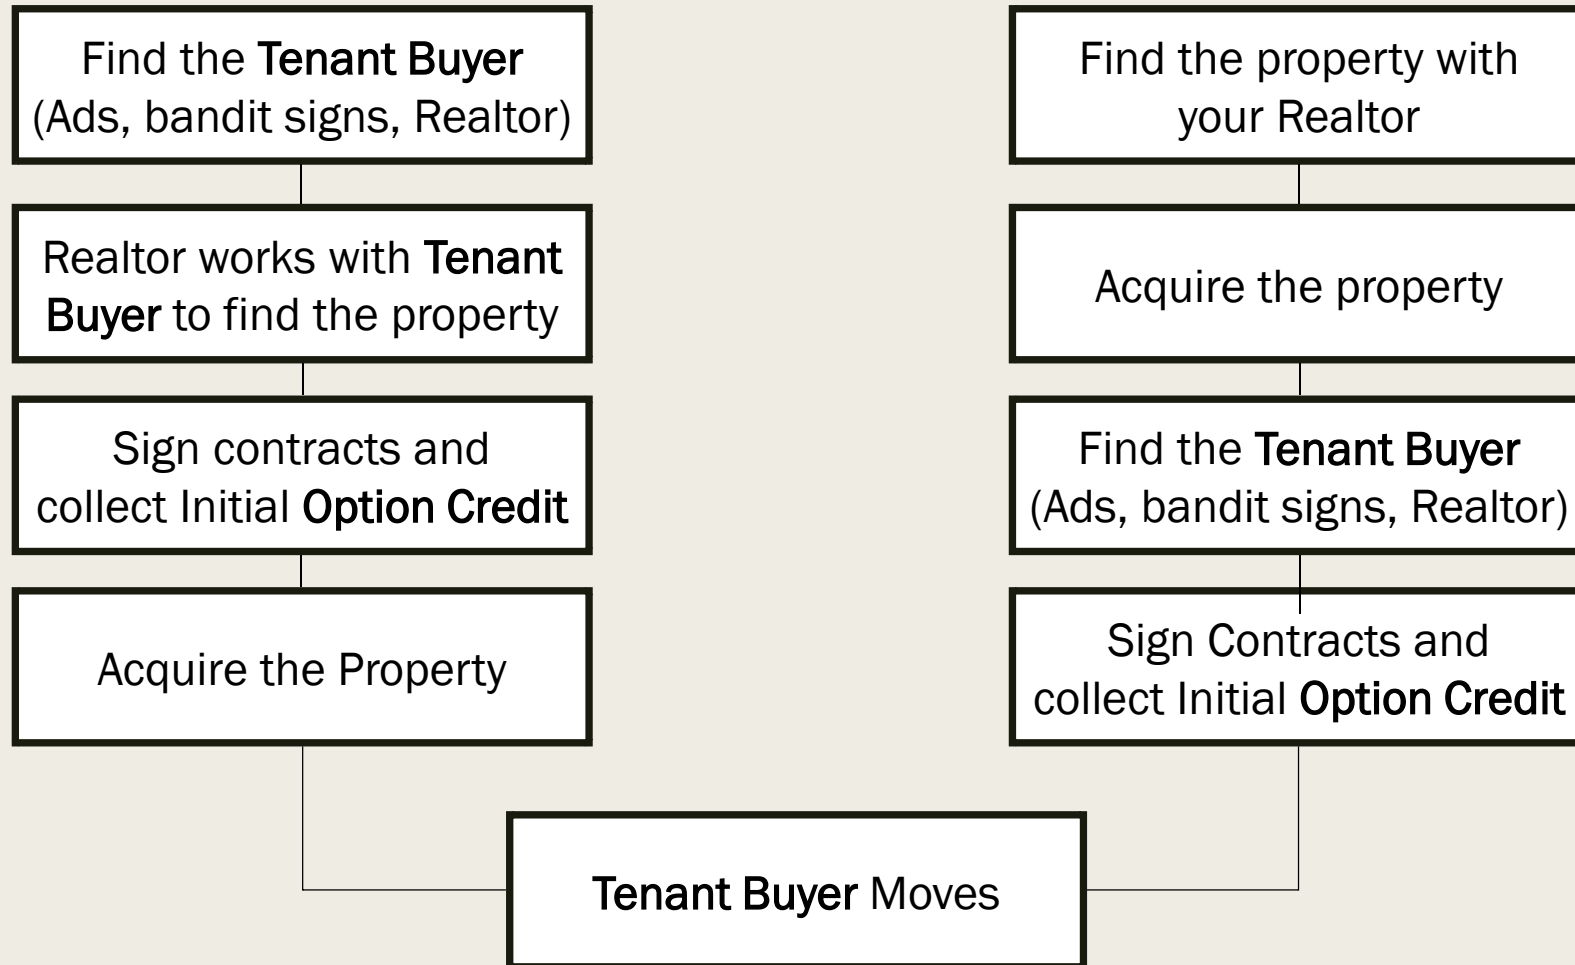 Find the Tenant Buyer
(Ads, bandit signs, Realtor)
Realtor works with Tenant
Buyer to find the property
Sign contracts and
collect Initial Option Credit
Acquire the Property
Find the property with
your Realtor
Acquire the property
Find the Tenant Buyer
(Ads, bandit signs, Realtor)
Sign Contracts and
collect Initial Option Credit
Tenant Buyer Moves